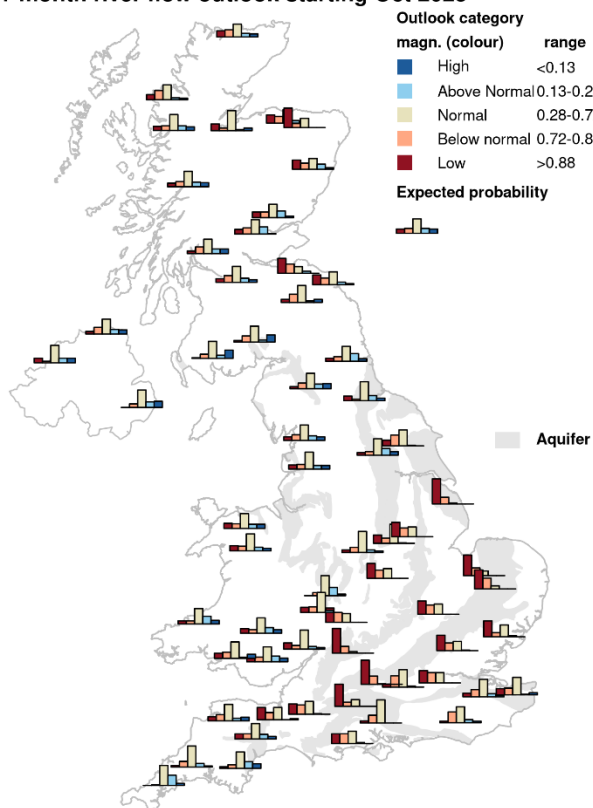 Outlook category
magn. (colour) range
High <0.13
Above Normal 0.13-0.2
Normal 0.28-0.7
Below normal 0.72-0.8
Low >0.88
Expected probability
Aquifer